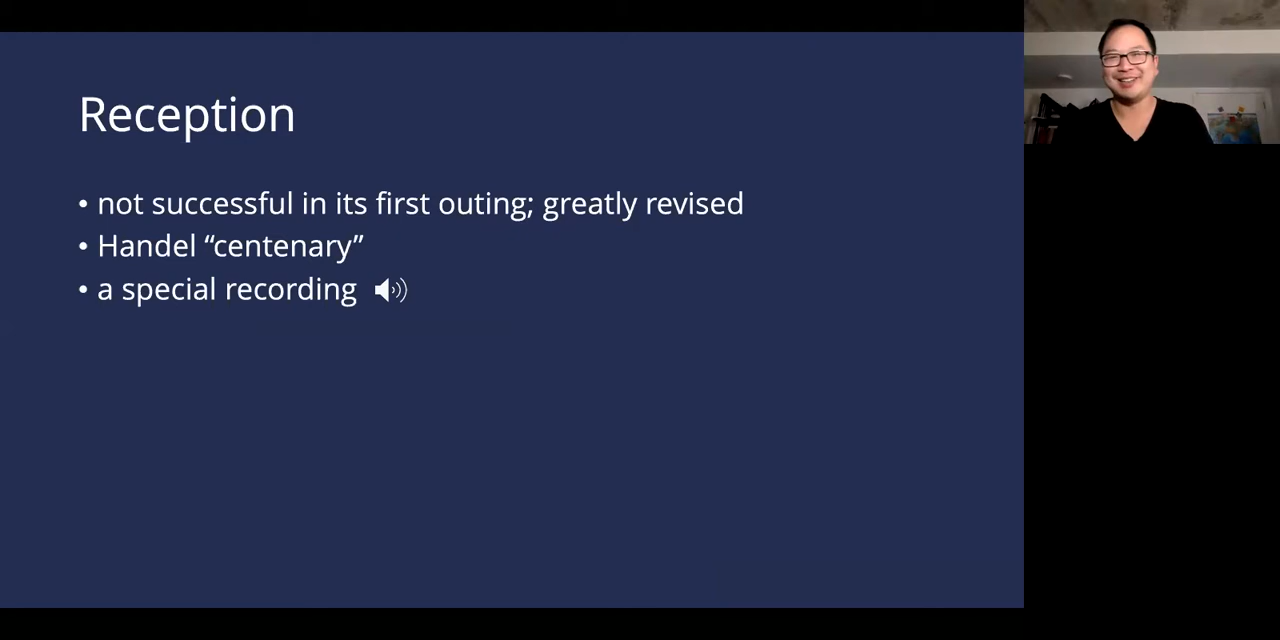 Reception
• not successful in its first outing; greatly revised
• Handel “centenary”
• a special recording